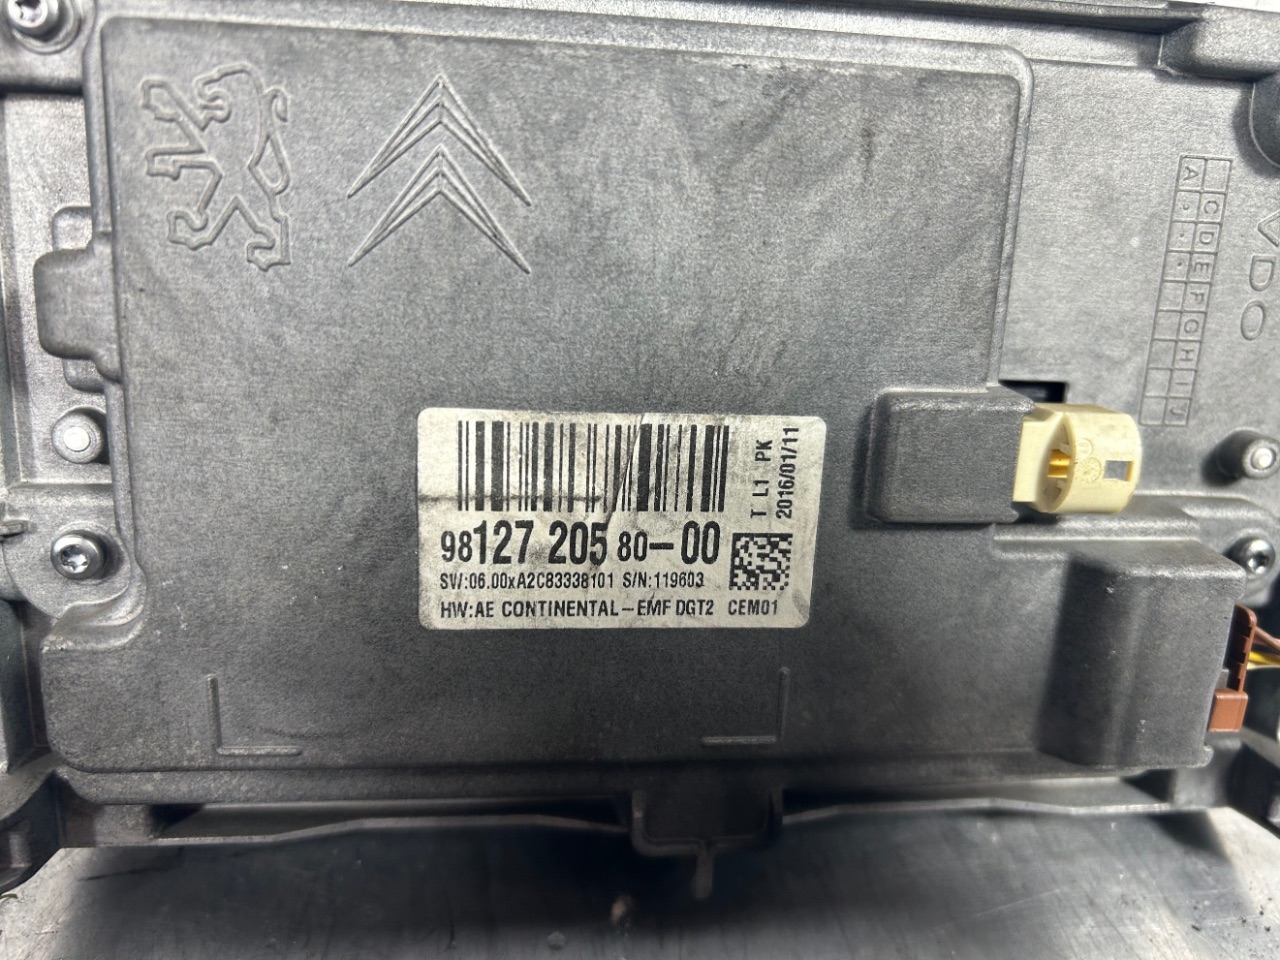 98127 205 80-00
SW:06.00xA2C83338101 S/N:119603
HW:AE CONTINENTAL-EMF DGT2 CEM01
T L1 PK
2016/01/11
A
C D E F G H I J
VDO